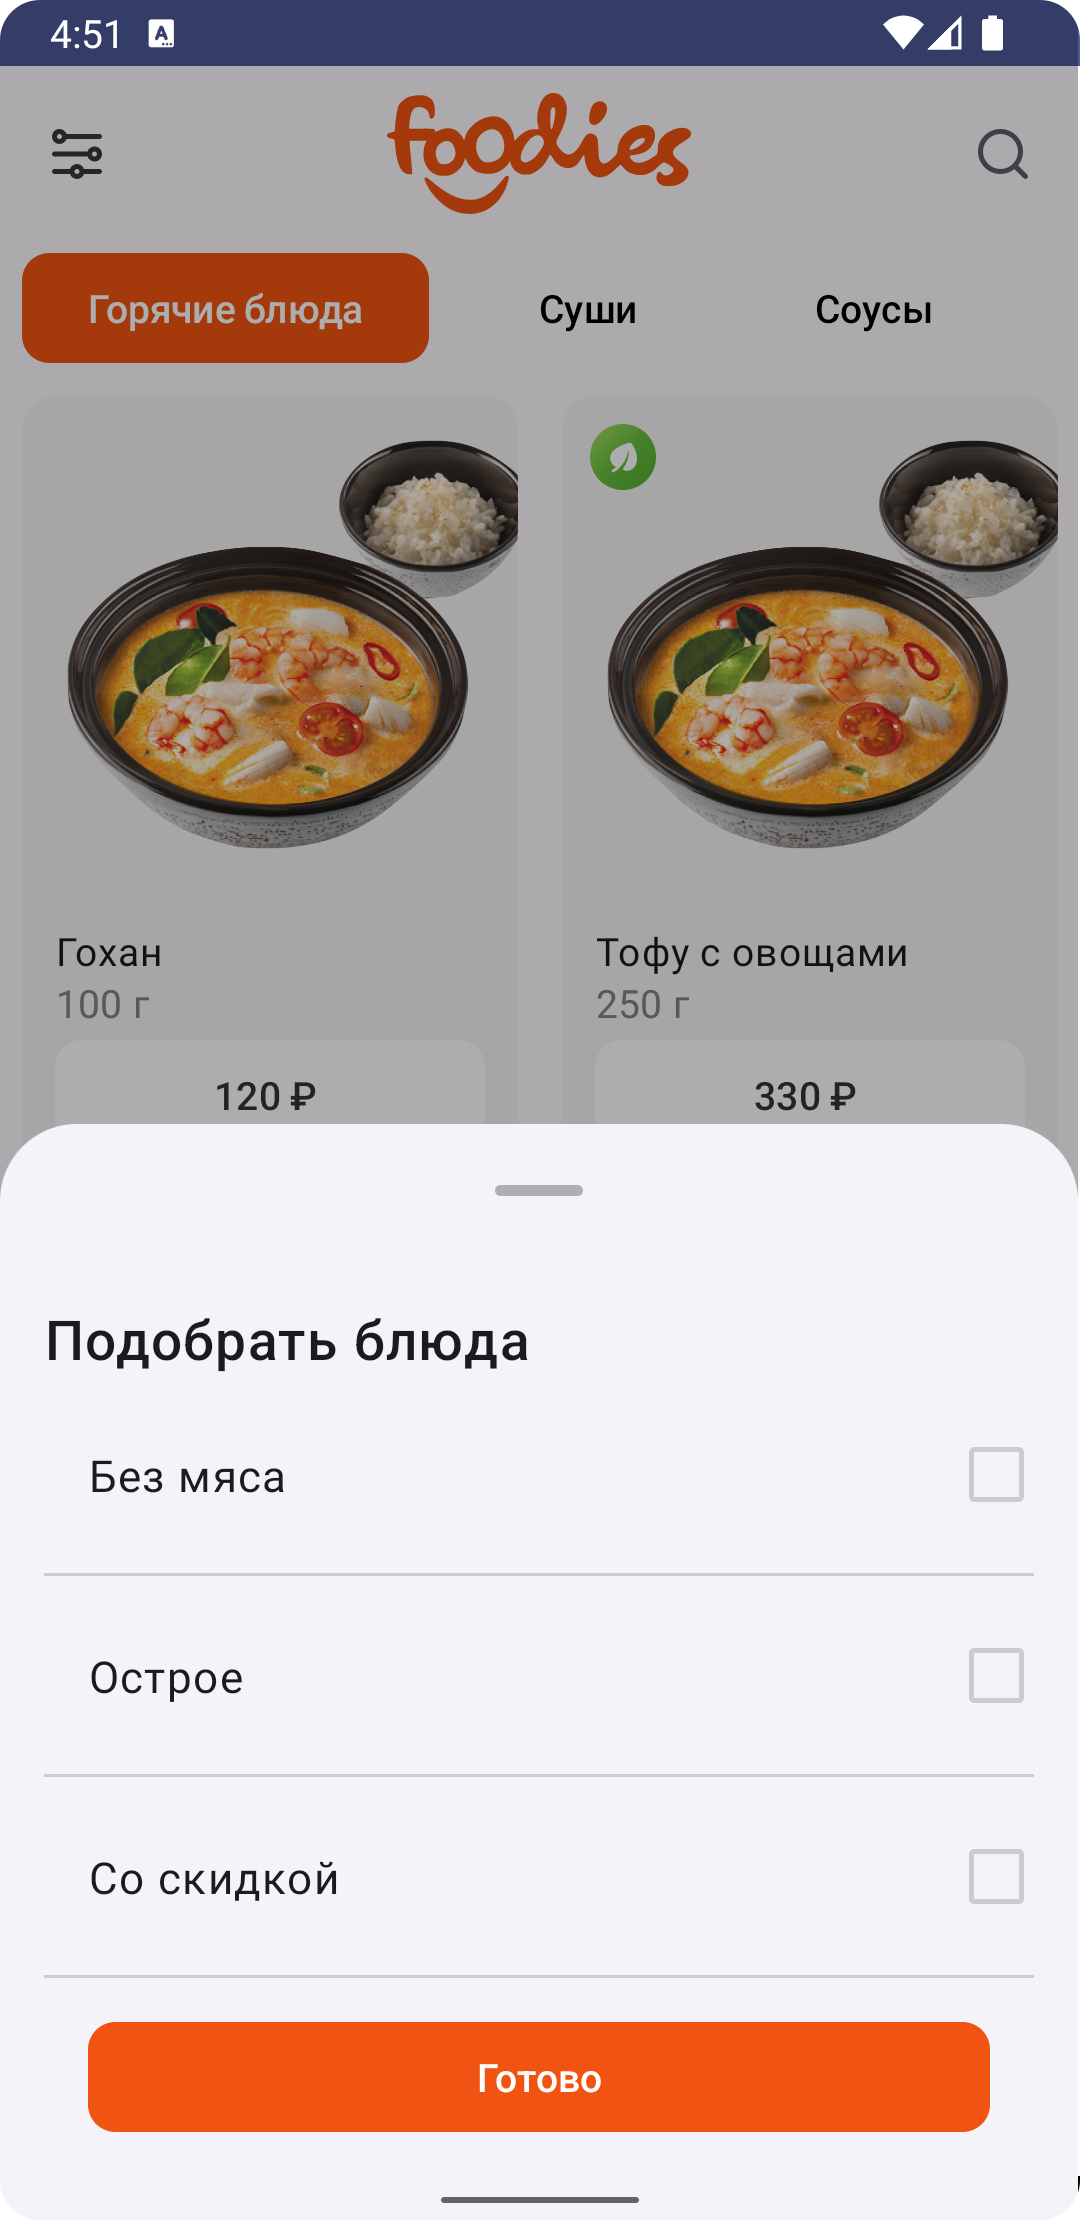 4:51
foodies
Горячие блюда
Суши
Соусы
Гохан
100 г
120 ₽
Тофу с овощами
250 г
330 ₽
Подобрать блюда
Без мяса
Острое
Со скидкой
Готово